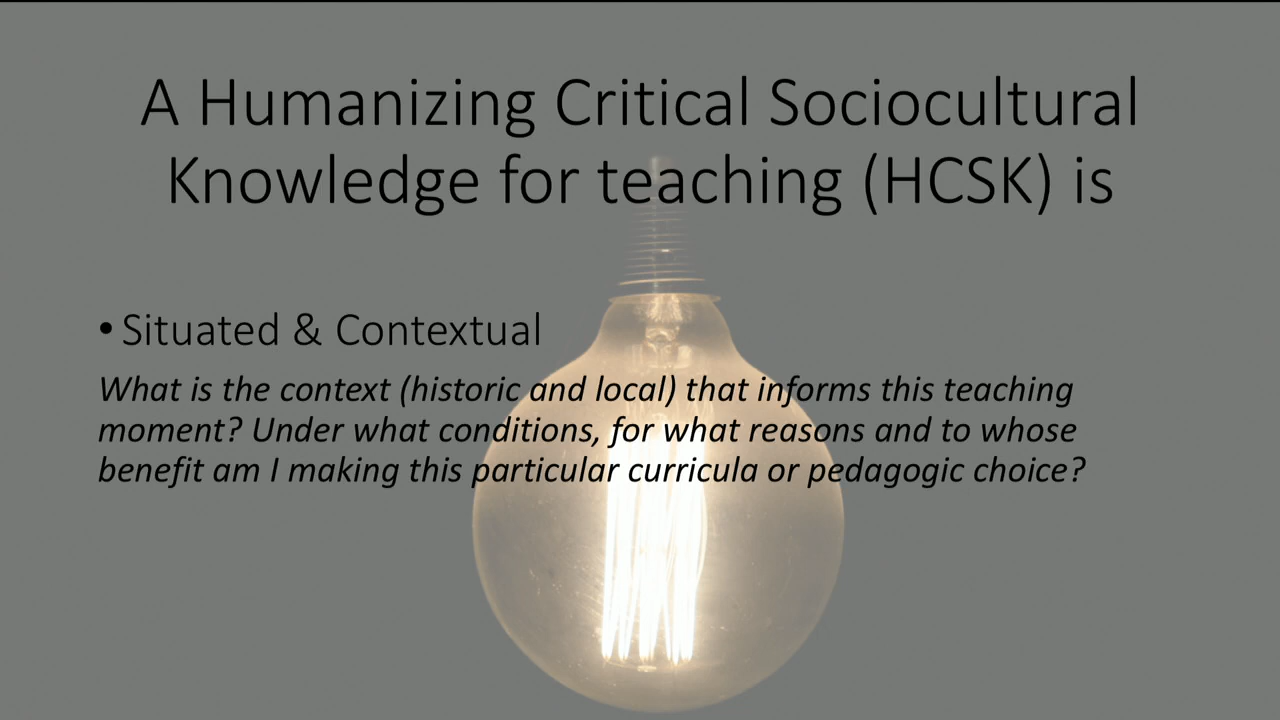 A Humanizing Critical Sociocultural
Knowledge for teaching (HCSK) is
• Situated & Contextual
What is the context (historic and local) that informs this teaching
moment? Under what conditions, for what reasons and to whose
benefit am I making this particular curricula or pedagogic choice?